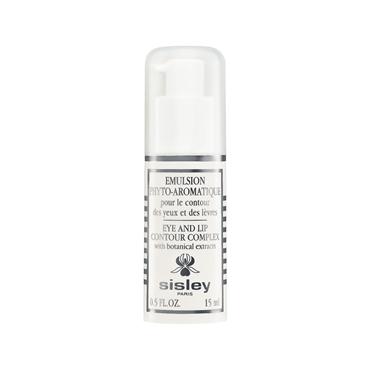 EMULSION
PHYTO-AROMATIQUE
pour le contour
des yeux et des lèvres
EYE AND LIP
CONTOUR COMPLEX
with botanical extracts
sisley
PARIS
0.5 FL.OZ. 15 ml